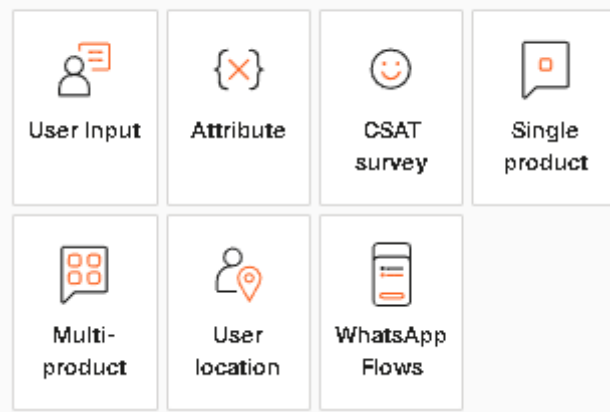 User Input
Attribute
CSAT
survey
Single
product
Multi-
product
User
location
WhatsApp
Flows